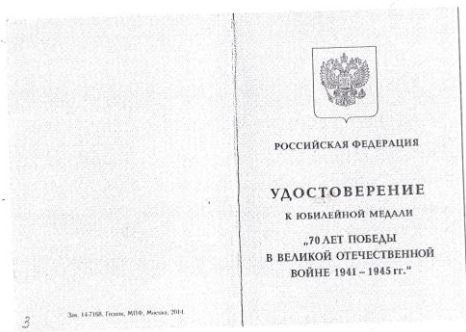 РОССИЙСКАЯ ФЕДЕРАЦИЯ
УДОСТОВЕРЕНИЕ
К ЮБИЛЕЙНОЙ МЕДАЛИ
„70 ЛЕТ ПОБЕДЫ
В ВЕЛИКОЙ ОТЕЧЕСТВЕННОЙ
ВОЙНЕ 1941 – 1945 гг."
Зак. 14-7168, Гознак, МПФ, Москва, 2014